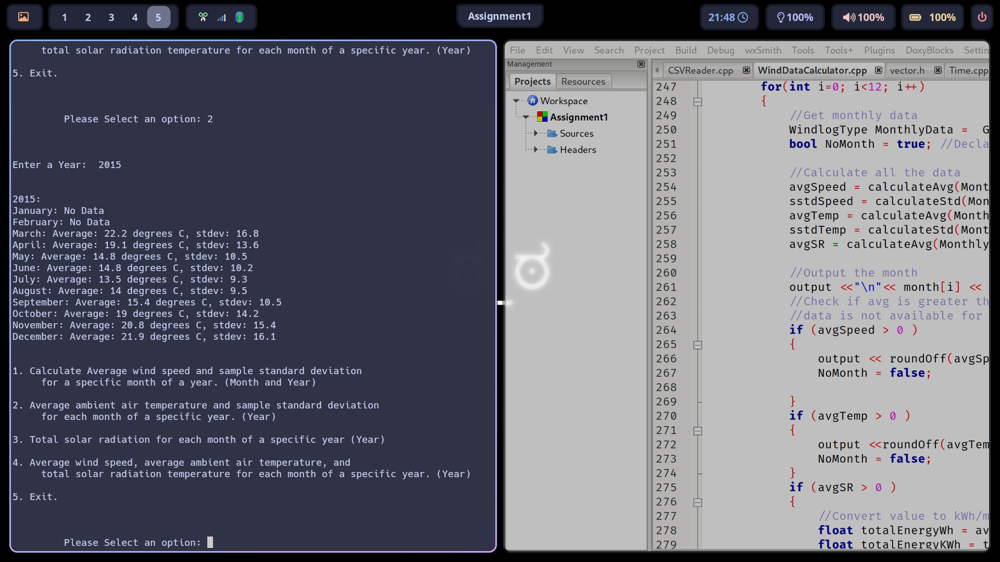 1 2 3 4 5
Assignment1
21:48 100% 100% 100%
total solar radiation temperature for each month of a specific year. (Year)
5. Exit.
Please Select an option: 2
Enter a Year:  2015
2015:
January: No Data
February: No Data
March: Average: 22.2 degrees C, stdev: 16.8
April: Average: 19.1 degrees C, stdev: 13.6
May: Average: 14.8 degrees C, stdev: 10.5
June: Average: 14.8 degrees C, stdev: 10.2
July: Average: 13.5 degrees C, stdev: 9.3
August: Average: 14 degrees C, stdev: 9.5
September: Average: 15.4 degrees C, stdev: 10.5
October: Average: 19 degrees C, stdev: 14.2
November: Average: 20.8 degrees C, stdev: 15.4
December: Average: 21.9 degrees C, stdev: 16.1
1. Calculate Average wind speed and sample standard deviation
for a specific month of a year. (Month and Year)
2. Average ambient air temperature and sample standard deviation
for each month of a specific year. (Year)
3. Total solar radiation for each month of a specific year (Year)
4. Average wind speed, average ambient air temperature, and
total solar radiation temperature for each month of a specific year. (Year)
5. Exit.
Please Select an option:
File Edit View Search Project Build Debug wxSmith Tools Tools+ Plugins DoxyBlocks Settin
Management
Projects Resources
Workspace
Assignment1
Sources
Headers
CSVReader.cpp WindDataCalculator.cpp vector.h Time.cpp
247 for(int i=0; i<12; i++)
248 {
249 //Get monthly data
250 WindlogType MonthlyData =  G
251 bool NoMonth = true; //Decla
252
253 //Calculate all the data
254 avgSpeed = calculateAvg(Mont
255 sstdSpeed = calculateStd(Mon
256 avgTemp = calculateAvg(Month
257 sstdTemp = calculateStd(Mont
258 avgSR = calculateAvg(Monthly
259
260 //Output the month
261 output <<"\n"<< month[i] <<
262 //Check if avg is greater th
263 //data is not available for
264 if (avgSpeed > 0 )
265 {
266 output << roundOff(avgSp
267 NoMonth = false;
268
269 }
270 if (avgTemp > 0 )
271 {
272 output <<roundOff(avgTem
273 NoMonth = false;
274 }
275 if (avgSR > 0 )
276 {
277 //Convert value to kWh/m
278 float totalEnergyWh = av
279 float totalEnergyKWh = t